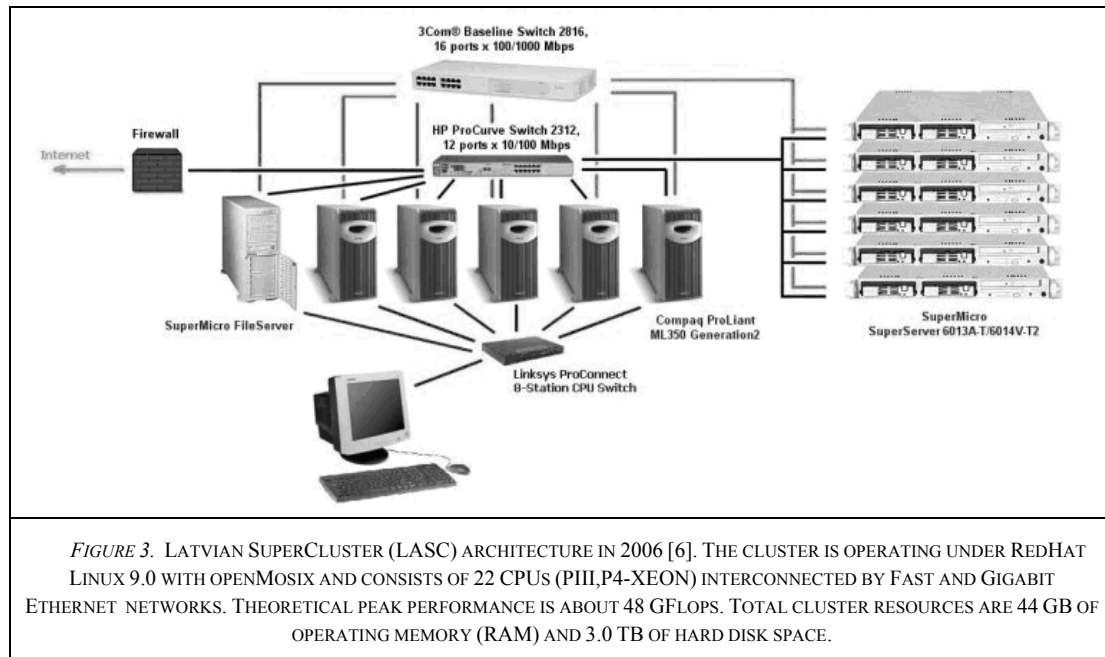 3Com® Baseline Switch 2816,
16 ports x 100/1000 Mbps
HP ProCurve Switch 2312,
12 ports x 10/100 Mbps
Firewall
Internet
SuperMicro FileServer
Compaq ProLiant
ML350 Generation2
SuperMicro
SuperServer 6013A-T/6014V-T2
Linksys ProConnect
8-Station CPU Switch
FIGURE 3. LATVIAN SUPERCLUSTER (LASC) ARCHITECTURE IN 2006 [6]. THE CLUSTER IS OPERATING UNDER REDHAT
LINUX 9.0 WITH OPENMOSIX AND CONSISTS OF 22 CPUS (PIII,P4-XEON) INTERCONNECTED BY FAST AND GIGABIT
ETHERNET NETWORKS. THEORETICAL PEAK PERFORMANCE IS ABOUT 48 GFLOPS. TOTAL CLUSTER RESOURCES ARE 44 GB OF
OPERATING MEMORY (RAM) AND 3.0 TB OF HARD DISK SPACE.